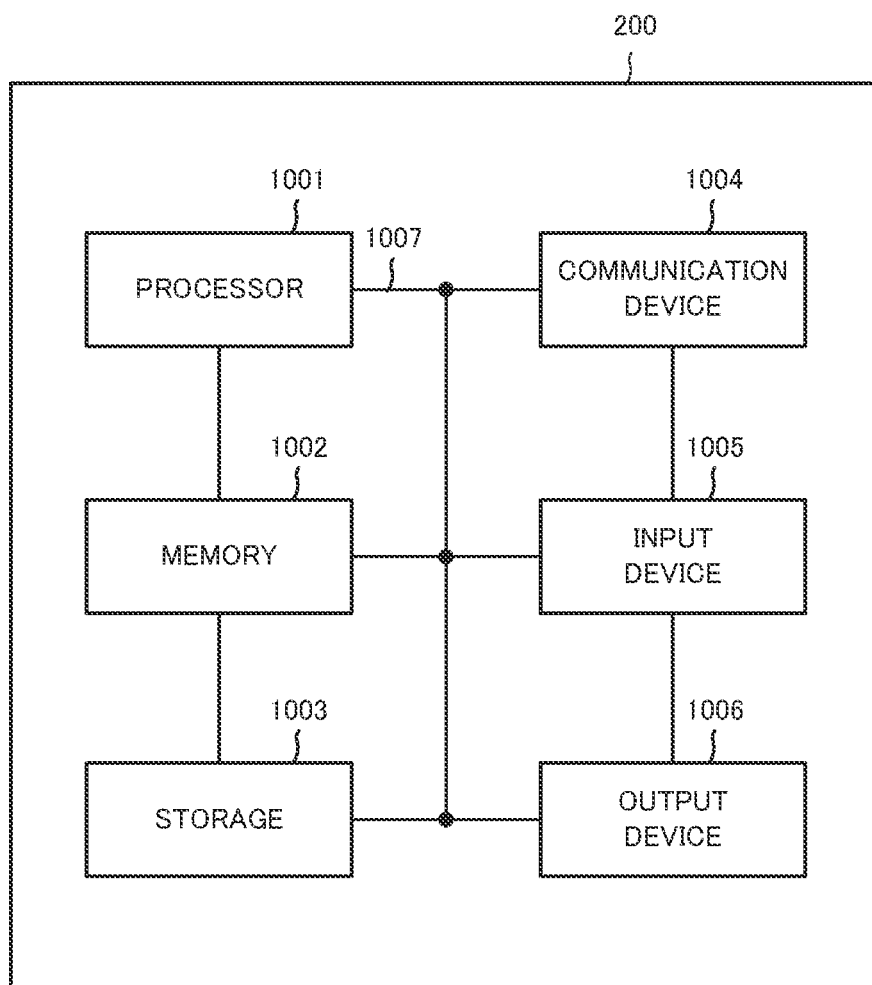 200
1001
1004
1007
PROCESSOR
COMMUNICATION
DEVICE
1002
1005
MEMORY
INPUT
DEVICE
1003
1006
STORAGE
OUTPUT
DEVICE